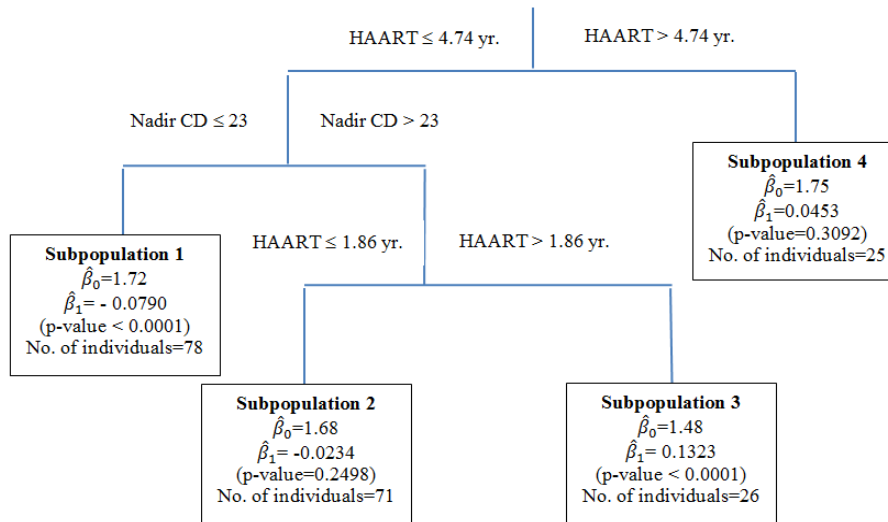 HAART ≤ 4.74 yr.
HAART > 4.74 yr.
Nadir CD ≤ 23
Nadir CD > 23
Subpopulation 4
β̂₀=1.75
β̂₁=0.0453
(p-value=0.3092)
No. of individuals=25
HAART ≤ 1.86 yr.
HAART > 1.86 yr.
Subpopulation 1
β̂₀=1.72
β̂₁= - 0.0790
(p-value < 0.0001)
No. of individuals=78
Subpopulation 2
β̂₀=1.68
β̂₁= -0.0234
(p-value=0.2498)
No. of individuals=71
Subpopulation 3
β̂₀=1.48
β̂₁= 0.1323
(p-value < 0.0001)
No. of individuals=26